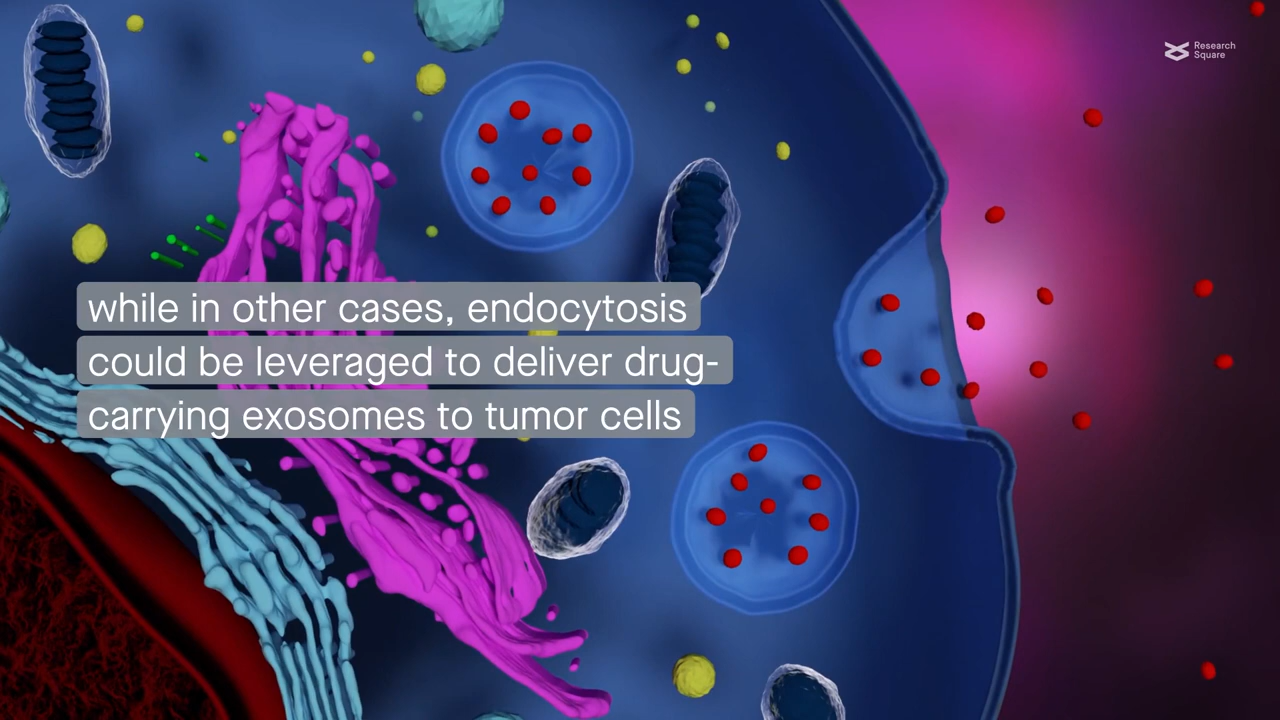 Research
Square
while in other cases, endocytosis
could be leveraged to deliver drug-
carrying exosomes to tumor cells